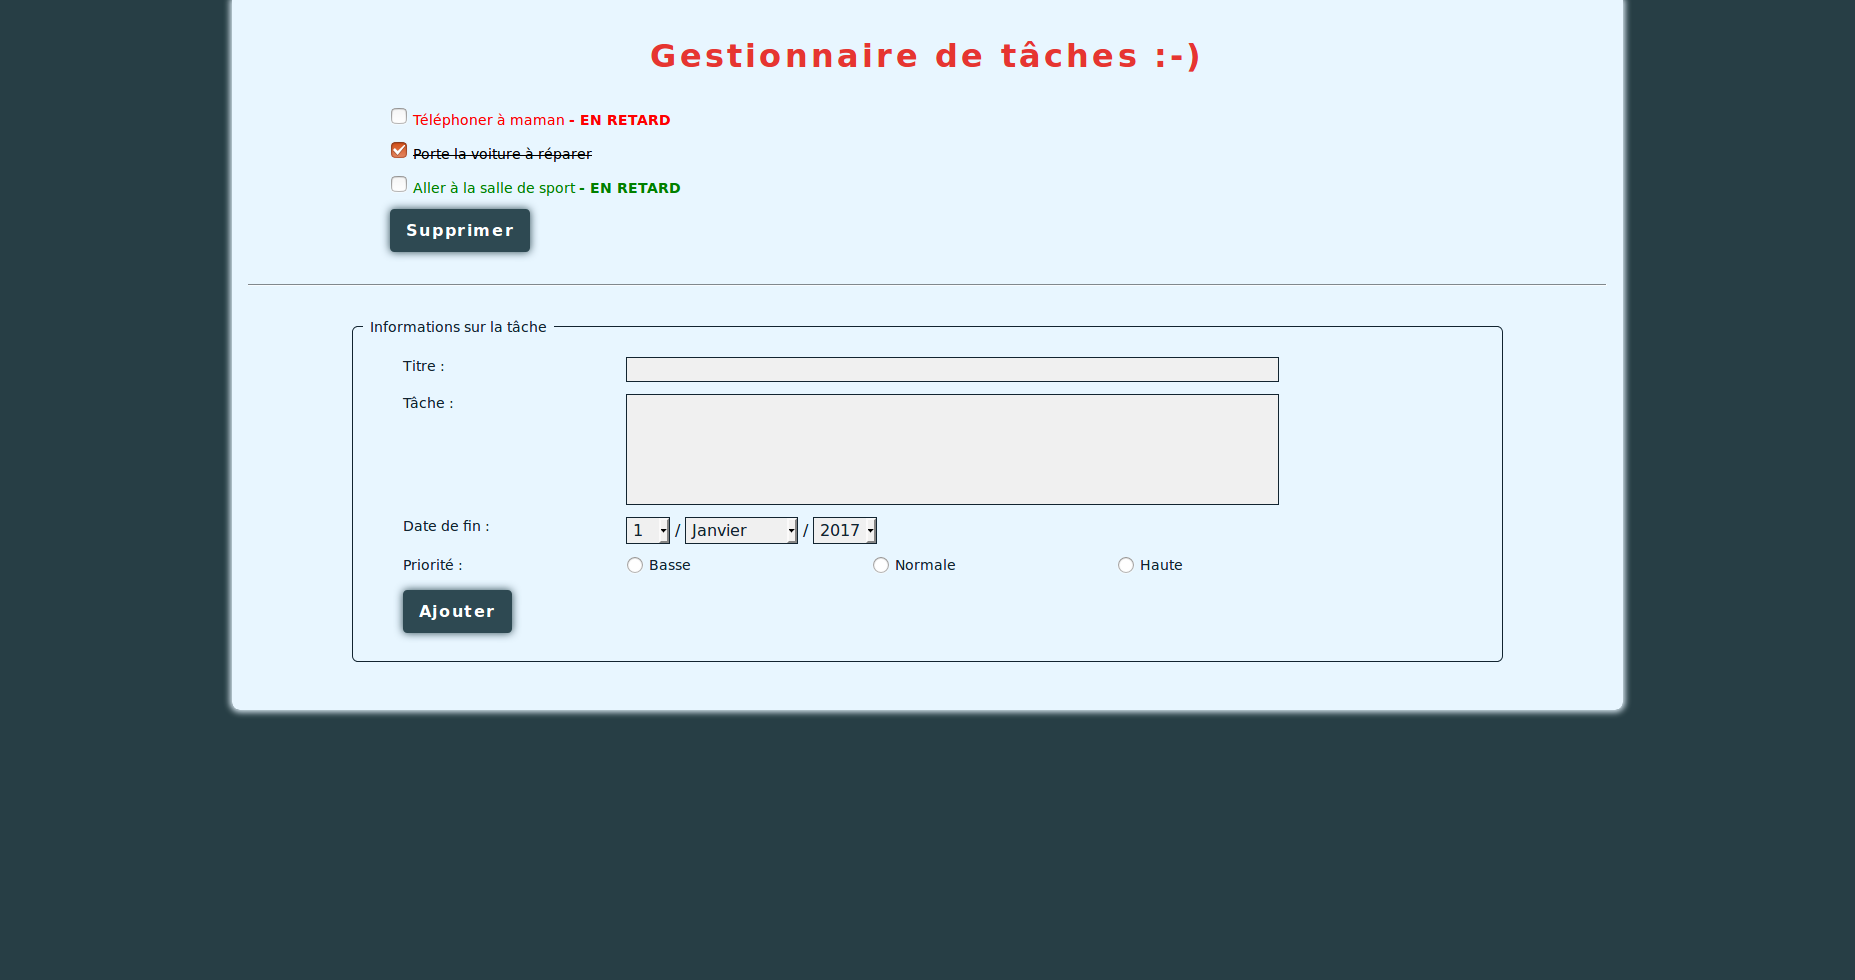 Gestionnaire de tâches :-)
Téléphoner à maman - EN RETARD
Porte la voiture à réparer
Aller à la salle de sport - EN RETARD
Supprimer
Informations sur la tâche
Titre :
Tâche :
Date de fin : 1 / Janvier / 2017
Priorité : Basse Normale Haute
Ajouter